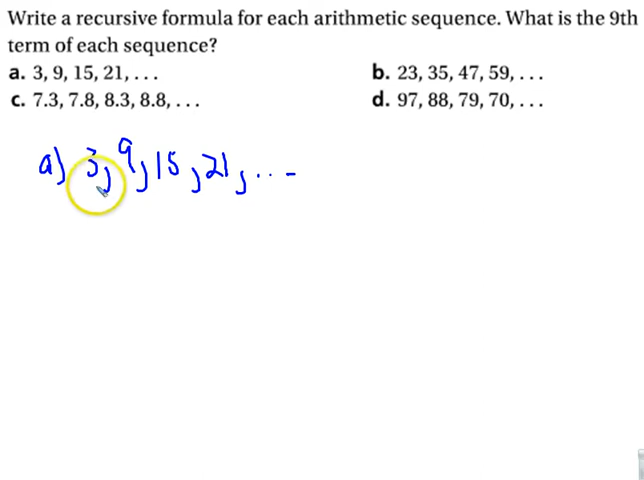 Write a recursive formula for each arithmetic sequence. What is the 9th
term of each sequence?
a. 3, 9, 15, 21, . . .
b. 23, 35, 47, 59, . . .
c. 7.3, 7.8, 8.3, 8.8, . . .
d. 97, 88, 79, 70, . . .
a) 3, 9, 15, 21, ...